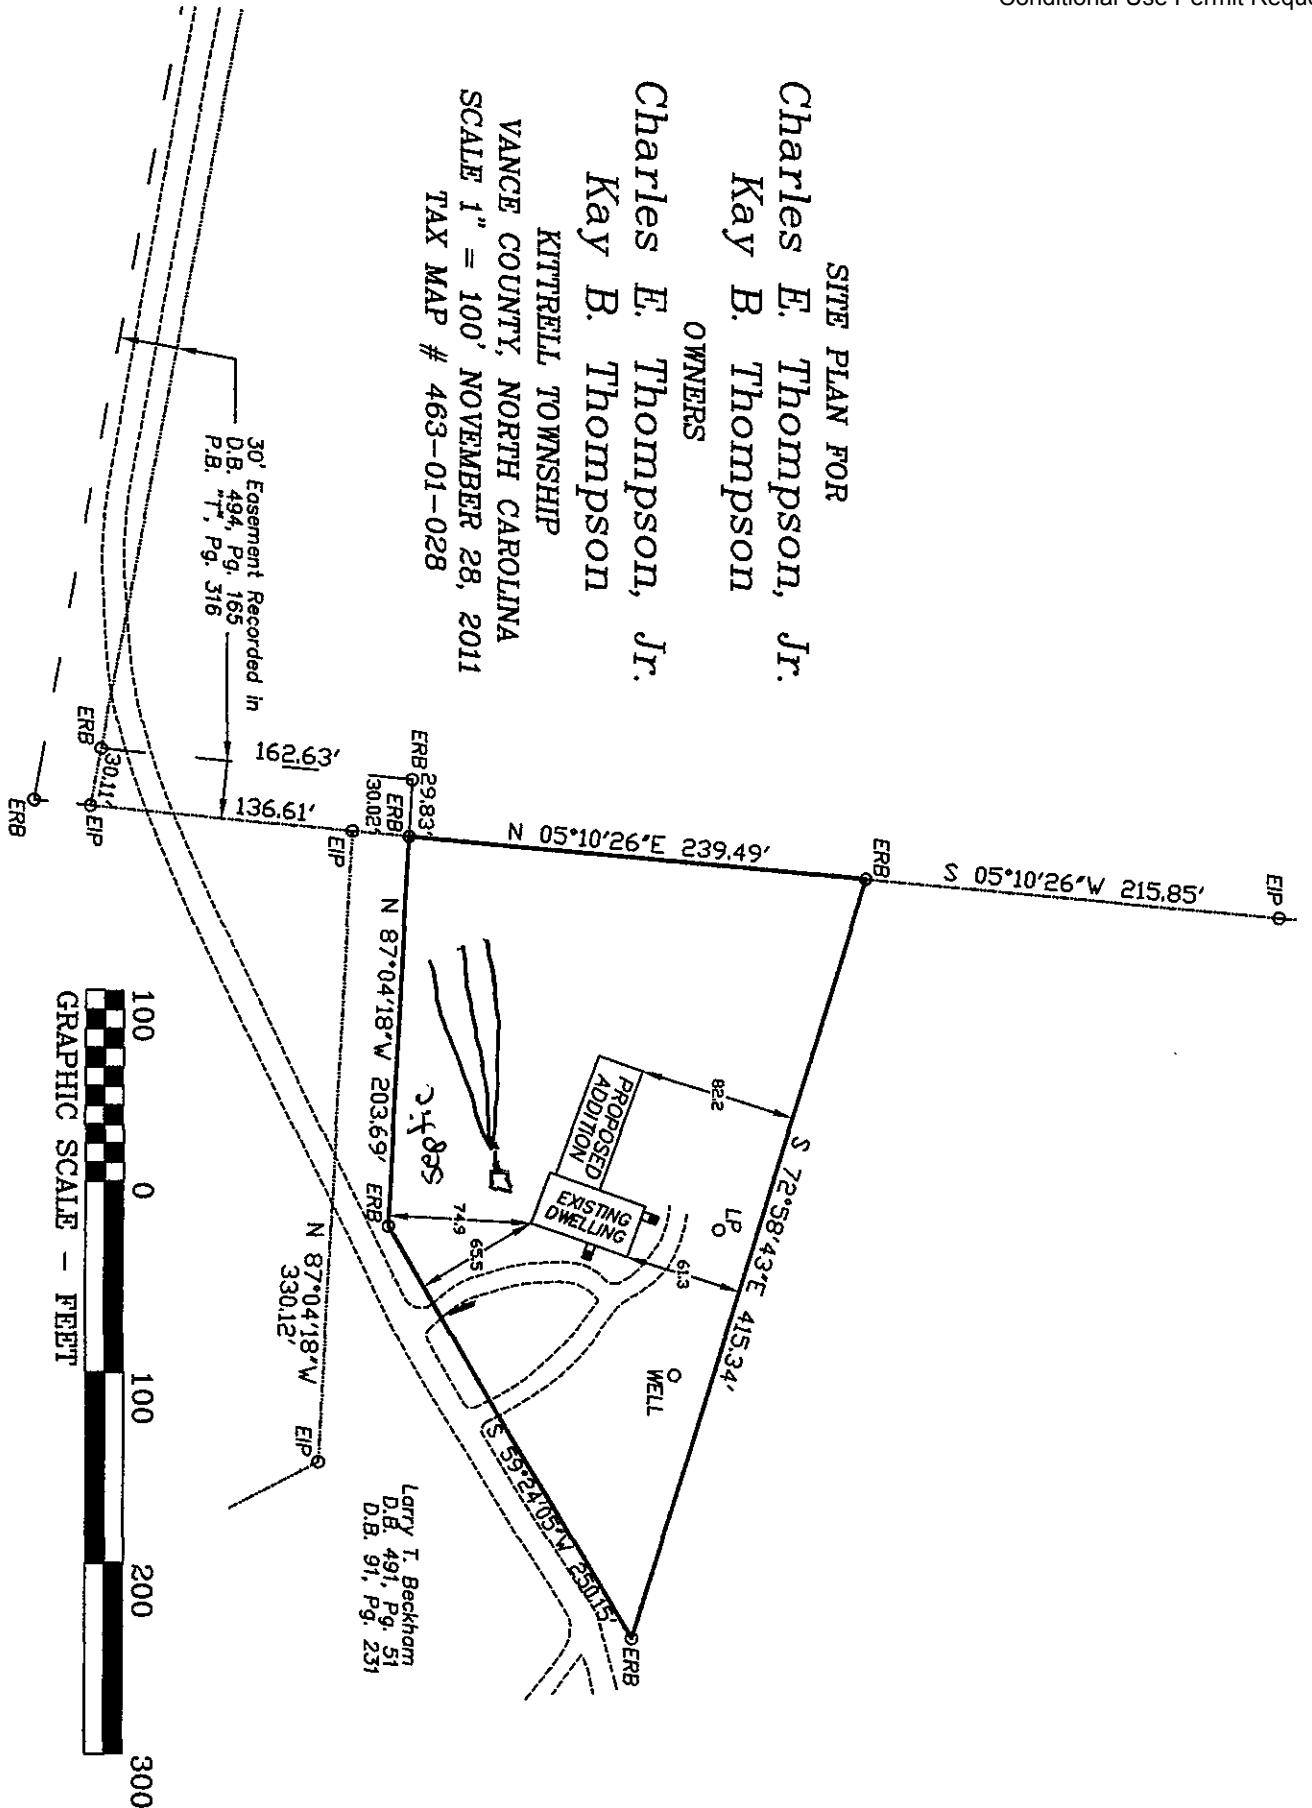 Conditional Use Permit Reque
SITE PLAN FOR
Charles E. Thompson, Jr.
Kay B. Thompson
OWNERS
Charles E. Thompson, Jr.
Kay B. Thompson
KITTRELL TOWNSHIP
VANCE COUNTY, NORTH CAROLINA
SCALE 1" = 100' NOVEMBER 28, 2011
TAX MAP # 463-01-028
30' Easement Recorded in
D.B. 494, Pg. 165
P.B. "T", Pg. 316
EIP
S 05°10'26"W 215.85'
ERB
N 05°10'26"E 239.49'
ERB
29.83'
ERB
30.02'
EIP
162.63'
136.61'
ERB
30.11'
EIP
ERB
N 87°04'18"W 203.69'
ERB
Septic
PROPOSED
ADDITION
EXISTING
DWELLING
82.2
74.9
65.5
61.3
LP
WELL
S 72°58'43"E 415.34'
S 59°24'05"W 250.15'
ERB
N 87°04'18"W
330.12'
EIP
Larry T. Beckham
D.B. 491, Pg. 51
D.B. 91, Pg. 231
100 0 100 200 300
GRAPHIC SCALE - FEET